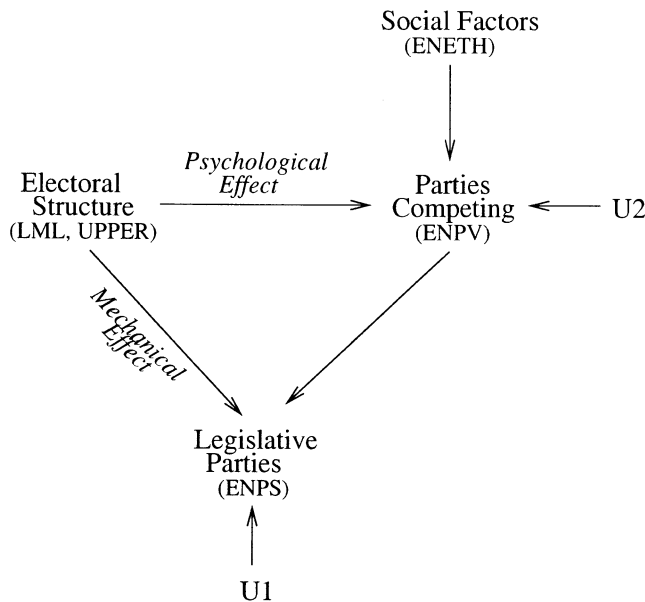 Social Factors
(ENETH)
Psychological
Effect
Electoral
Structure
(LML, UPPER)
Parties
Competing
(ENPV)
U2
Mechanical
Effect
Legislative
Parties
(ENPS)
U1